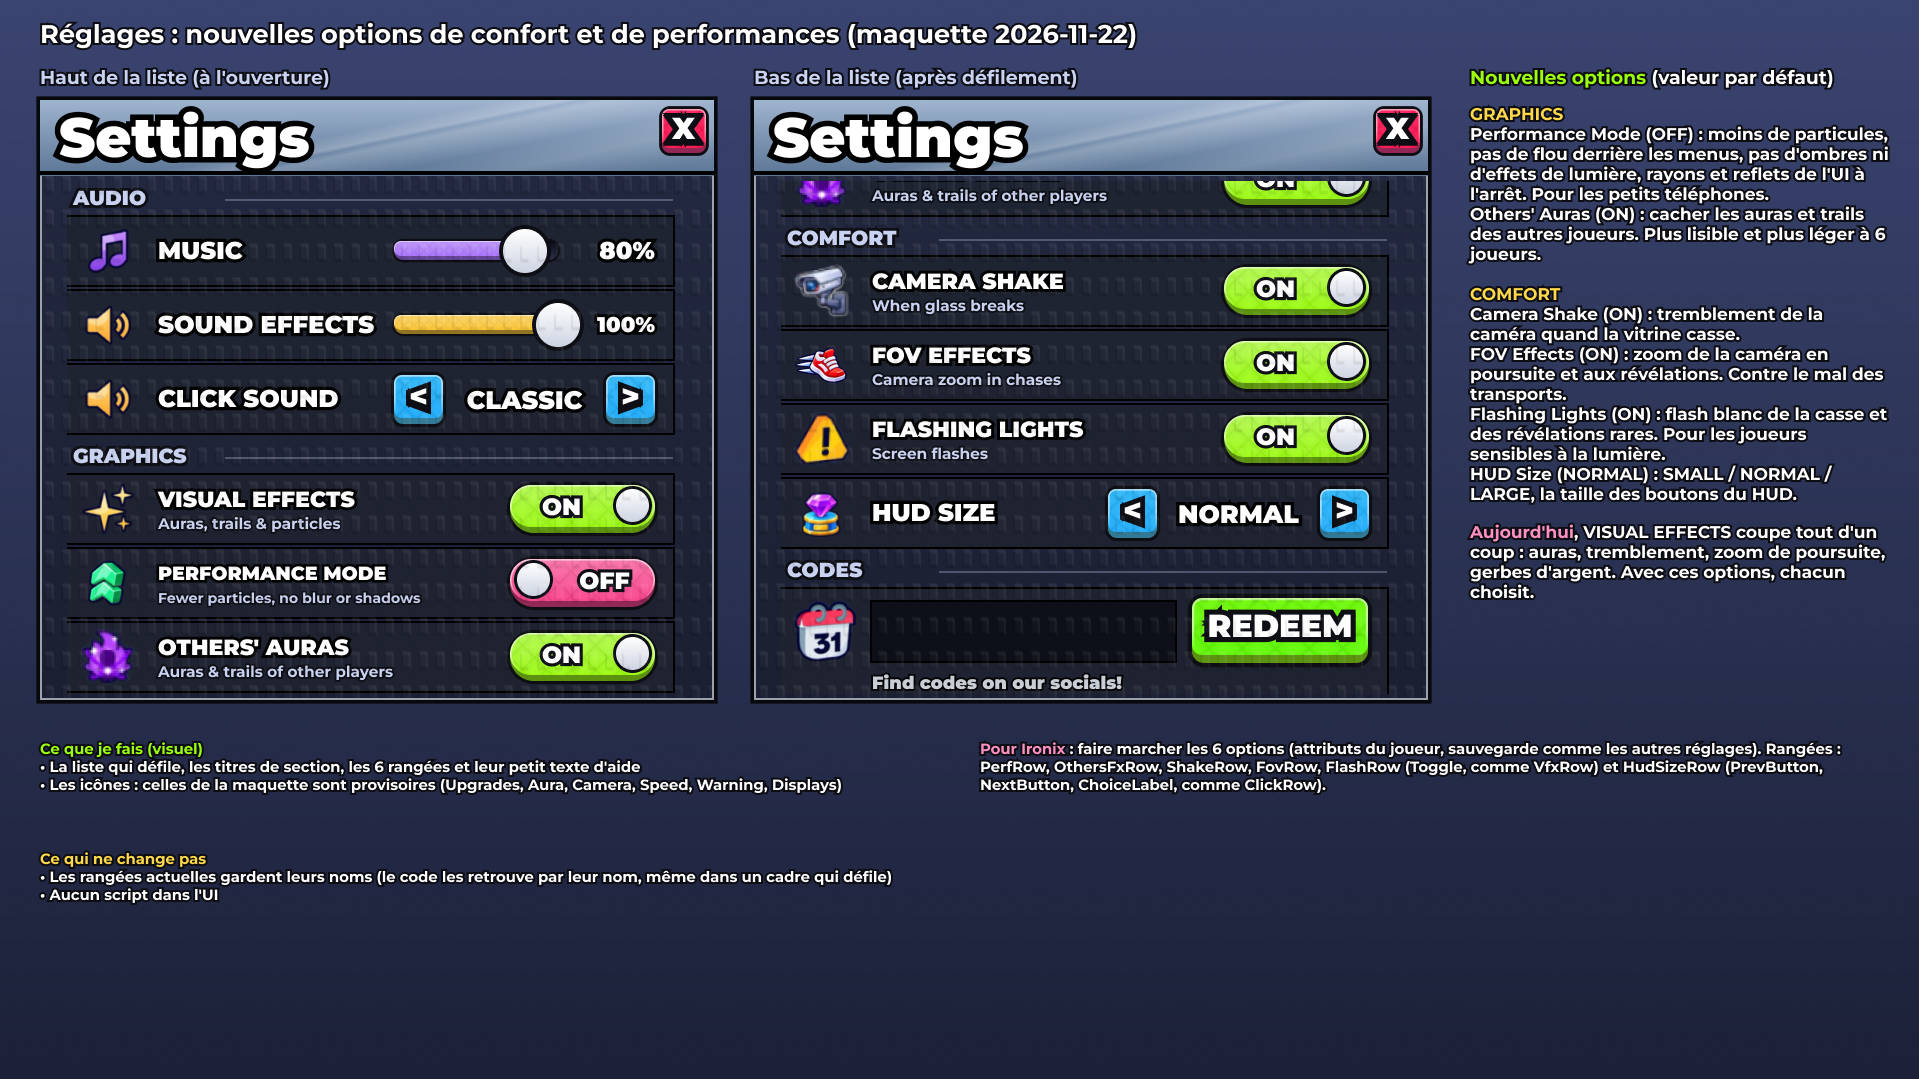 Réglages : nouvelles options de confort et de performances (maquette 2026-11-22)
Haut de la liste (à l'ouverture)
Settings
X
AUDIO
MUSIC
80%
SOUND EFFECTS
100%
CLICK SOUND
<
CLASSIC
>
GRAPHICS
VISUAL EFFECTS
Auras, trails & particles
ON
PERFORMANCE MODE
Fewer particles, no blur or shadows
OFF
OTHERS' AURAS
Auras & trails of other players
ON
Bas de la liste (après défilement)
Settings
X
Auras & trails of other players
ON
COMFORT
CAMERA SHAKE
When glass breaks
ON
FOV EFFECTS
Camera zoom in chases
ON
FLASHING LIGHTS
Screen flashes
ON
HUD SIZE
<
NORMAL
>
CODES
31
REDEEM
Find codes on our socials!
Nouvelles options (valeur par défaut)
GRAPHICS
Performance Mode (OFF) : moins de particules,
pas de flou derrière les menus, pas d'ombres ni
d'effets de lumière, rayons et reflets de l'UI à
l'arrêt. Pour les petits téléphones.
Others' Auras (ON) : cacher les auras et trails
des autres joueurs. Plus lisible et plus léger à 6
joueurs.
COMFORT
Camera Shake (ON) : tremblement de la
caméra quand la vitrine casse.
FOV Effects (ON) : zoom de la caméra en
poursuite et aux révélations. Contre le mal des
transports.
Flashing Lights (ON) : flash blanc de la casse et
des révélations rares. Pour les joueurs
sensibles à la lumière.
HUD Size (NORMAL) : SMALL / NORMAL /
LARGE, la taille des boutons du HUD.
Aujourd'hui, VISUAL EFFECTS coupe tout d'un
coup : auras, tremblement, zoom de poursuite,
gerbes d'argent. Avec ces options, chacun
choisit.
Ce que je fais (visuel)
• La liste qui défile, les titres de section, les 6 rangées et leur petit texte d'aide
• Les icônes : celles de la maquette sont provisoires (Upgrades, Aura, Camera, Speed, Warning, Displays)
Pour Ironix : faire marcher les 6 options (attributs du joueur, sauvegarde comme les autres réglages). Rangées :
PerfRow, OthersFxRow, ShakeRow, FovRow, FlashRow (Toggle, comme VfxRow) et HudSizeRow (PrevButton,
NextButton, ChoiceLabel, comme ClickRow).
Ce qui ne change pas
• Les rangées actuelles gardent leurs noms (le code les retrouve par leur nom, même dans un cadre qui défile)
• Aucun script dans l'UI